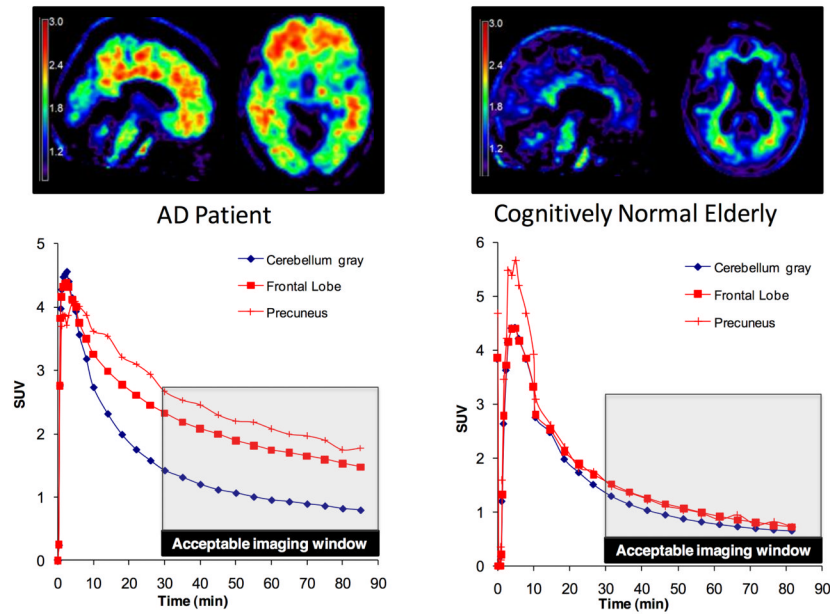 3.0
2.4
1.8
1.2
3.0
2.4
1.8
1.2
AD Patient
Cognitively Normal Elderly
5
4
3
2
1
0
SUV
Cerebellum gray
Frontal Lobe
Precuneus
Acceptable imaging window
0 10 20 30 40 50 60 70 80 90
Time (min)
6
5
4
3
2
1
0
SUV
Cerebellum gray
Frontal Lobe
Precuneus
Acceptable imaging window
0 10 20 30 40 50 60 70 80 90
Time (min)